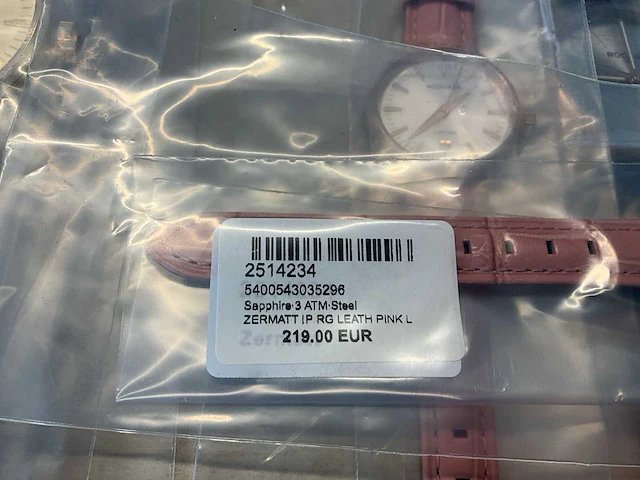 2514234
5400543035296
Sapphire·3 ATM·Steel
ZERMATT IP RG LEATH PINK L
219.00 EUR